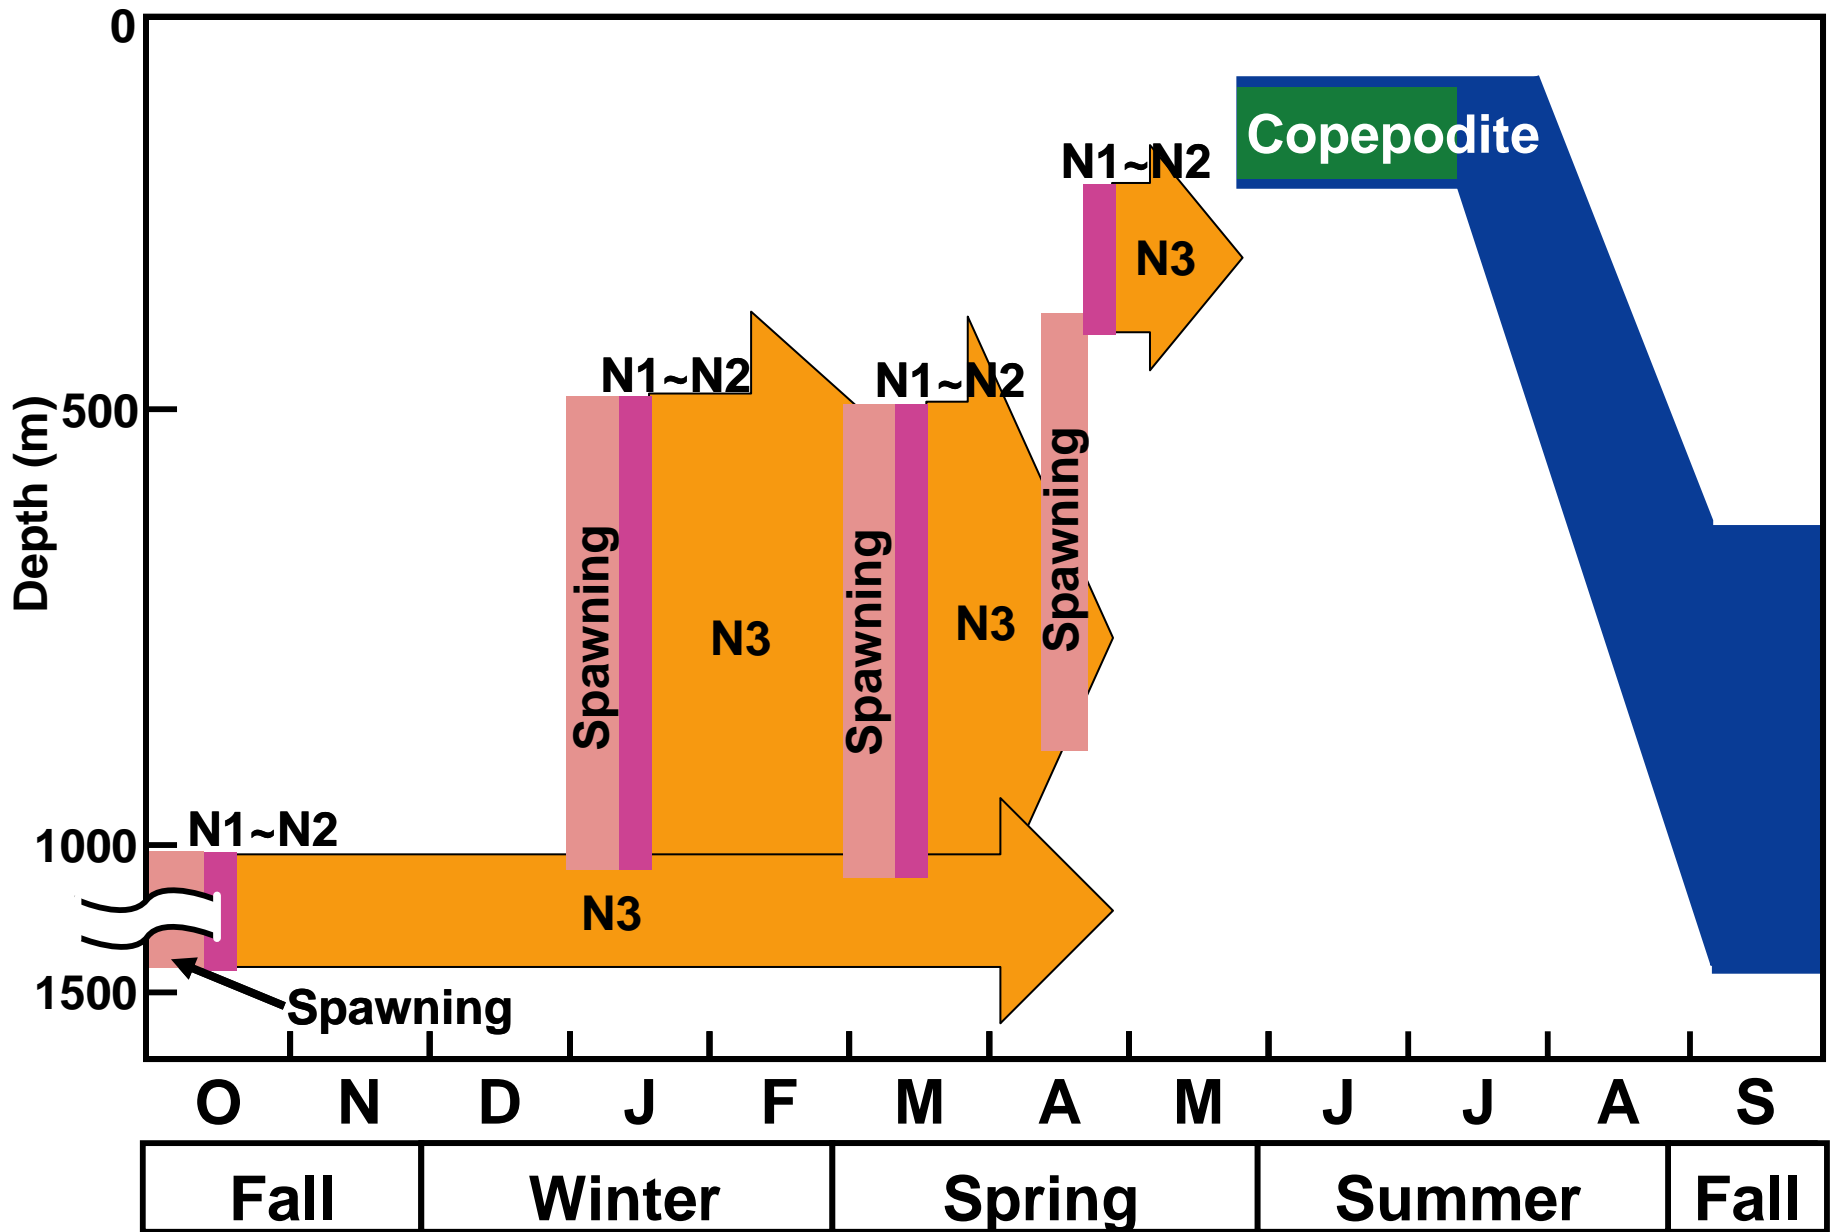 0
Copepodite
N1~N2
N3
N1~N2
N1~N2
500
Depth (m)
Spawning
Spawning
Spawning
N3
N3
N1~N2
1000
N3
1500
Spawning
O N D J F M A M J J A S
Fall Winter Spring Summer Fall